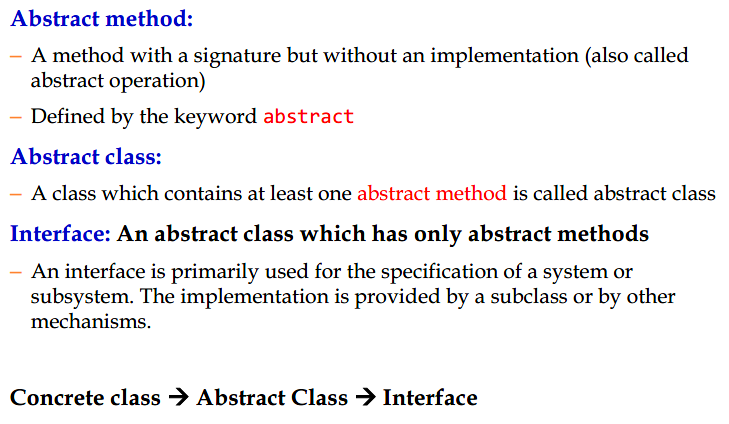 Abstract method:
– A method with a signature but without an implementation (also called
abstract operation)
– Defined by the keyword abstract
Abstract class:
– A class which contains at least one abstract method is called abstract class
Interface: An abstract class which has only abstract methods
– An interface is primarily used for the specification of a system or
subsystem. The implementation is provided by a subclass or by other
mechanisms.
Concrete class → Abstract Class → Interface